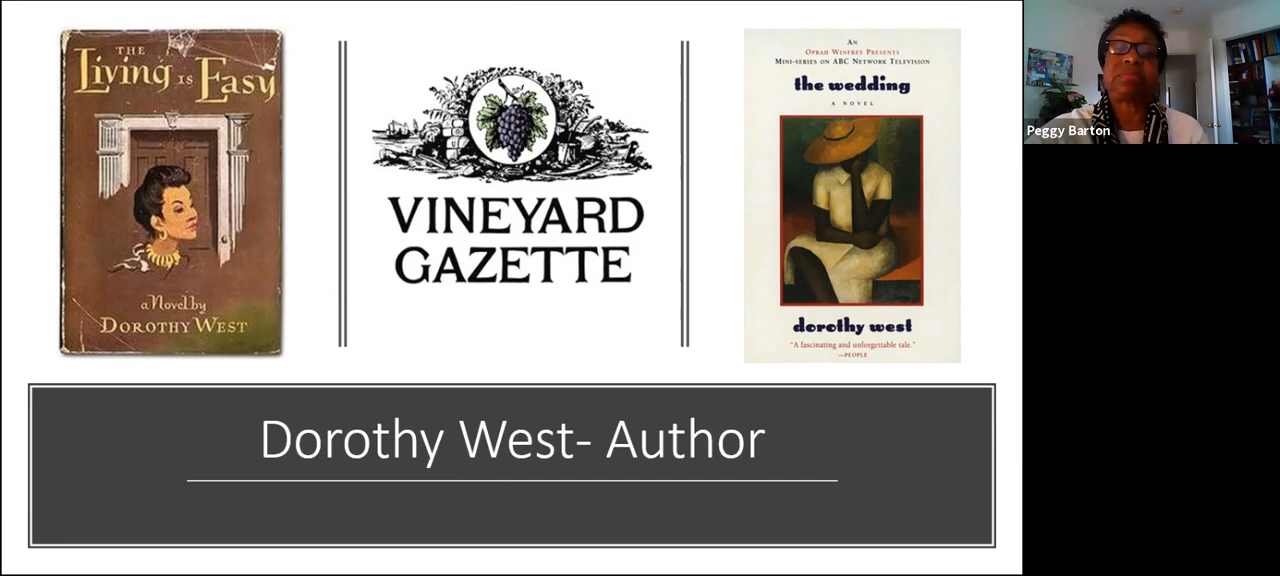 THE
Living IS Easy
a Novel by
DOROTHY WEST
VINEYARD
GAZETTE
AN
OPRAH WINFREY PRESENTS
MINI-SERIES ON ABC NETWORK TELEVISION
the wedding
A NOVEL
dorothy west
"A fascinating and unforgettable tale."
—PEOPLE
Dorothy West- Author
Peggy Barton